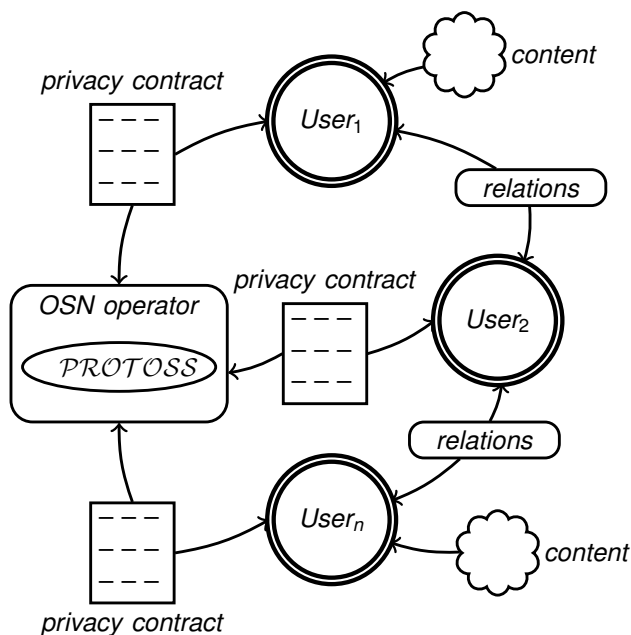 content
privacy contract
User₁
relations
privacy contract
OSN operator
User₂
PROTOSS
relations
Userₙ
content
privacy contract